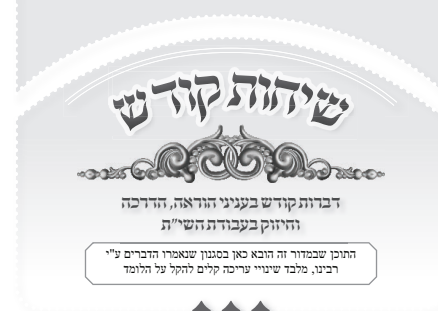 שיחות קודש
דברות קודש בעניני הוראה, הדרכה
וחיזוק בעבודת השי״ת
התוכן שבמדור זה הובא כאן בסגנון שנאמרו הדברים ע"י
רבינו, מלבד שינויי עריכה קלים להקל על הלומד